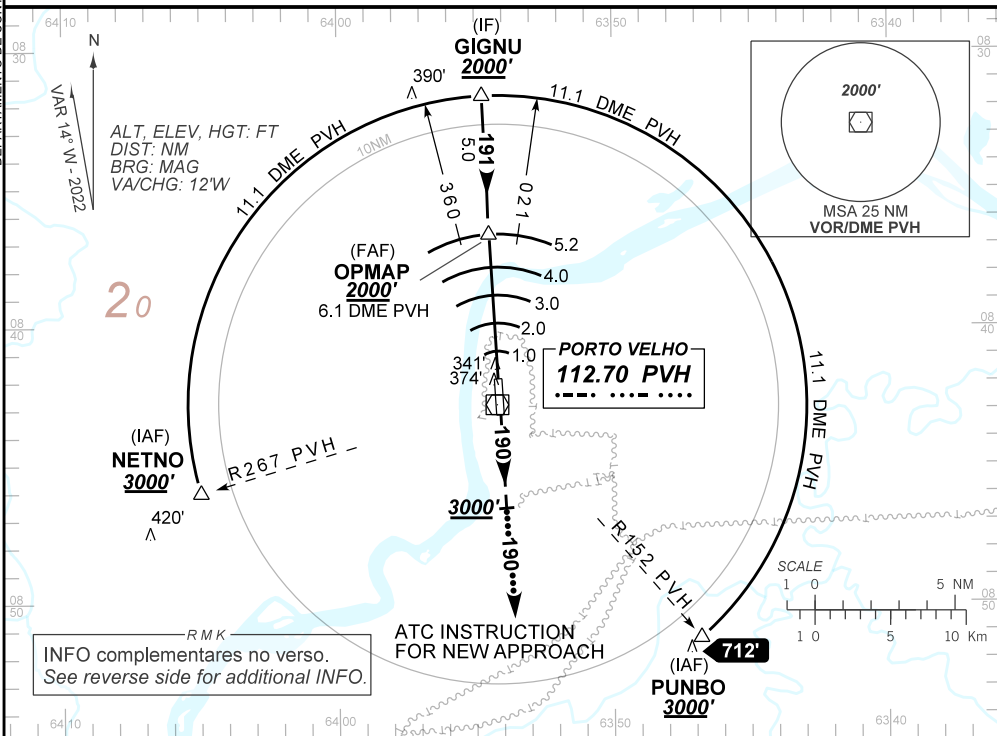 64 10
64 00
63 50
63 40
08
30
08
30
N
VAR 14° W - 2022
ALT, ELEV, HGT: FT
DIST: NM
BRG: MAG
VA/CHG: 12'W
(IF)
GIGNU
2000'
390'
11.1 DME PVH
11.1 DME PVH
10NM
191
5.0
360
021
2000'
MSA 25 NM
VOR/DME PVH
(FAF)
OPMAP
2000'
6.1 DME PVH
5.2
4.0
3.0
2.0
1.0
20
08
40
08
40
341'
374'
PORTO VELHO
112.70 PVH
11.1 DME PVH
(IAF)
NETNO
3000'
R267 PVH
420'
190
3000'
190
R152 PVH
SCALE
1 0 5 NM
1 0 5 10 Km
08
50
08
50
ATC INSTRUCTION
FOR NEW APPROACH
712'
(IAF)
PUNBO
3000'
RMK
INFO complementares no verso.
See reverse side for additional INFO.
64 10
64 00
63 50
63 40